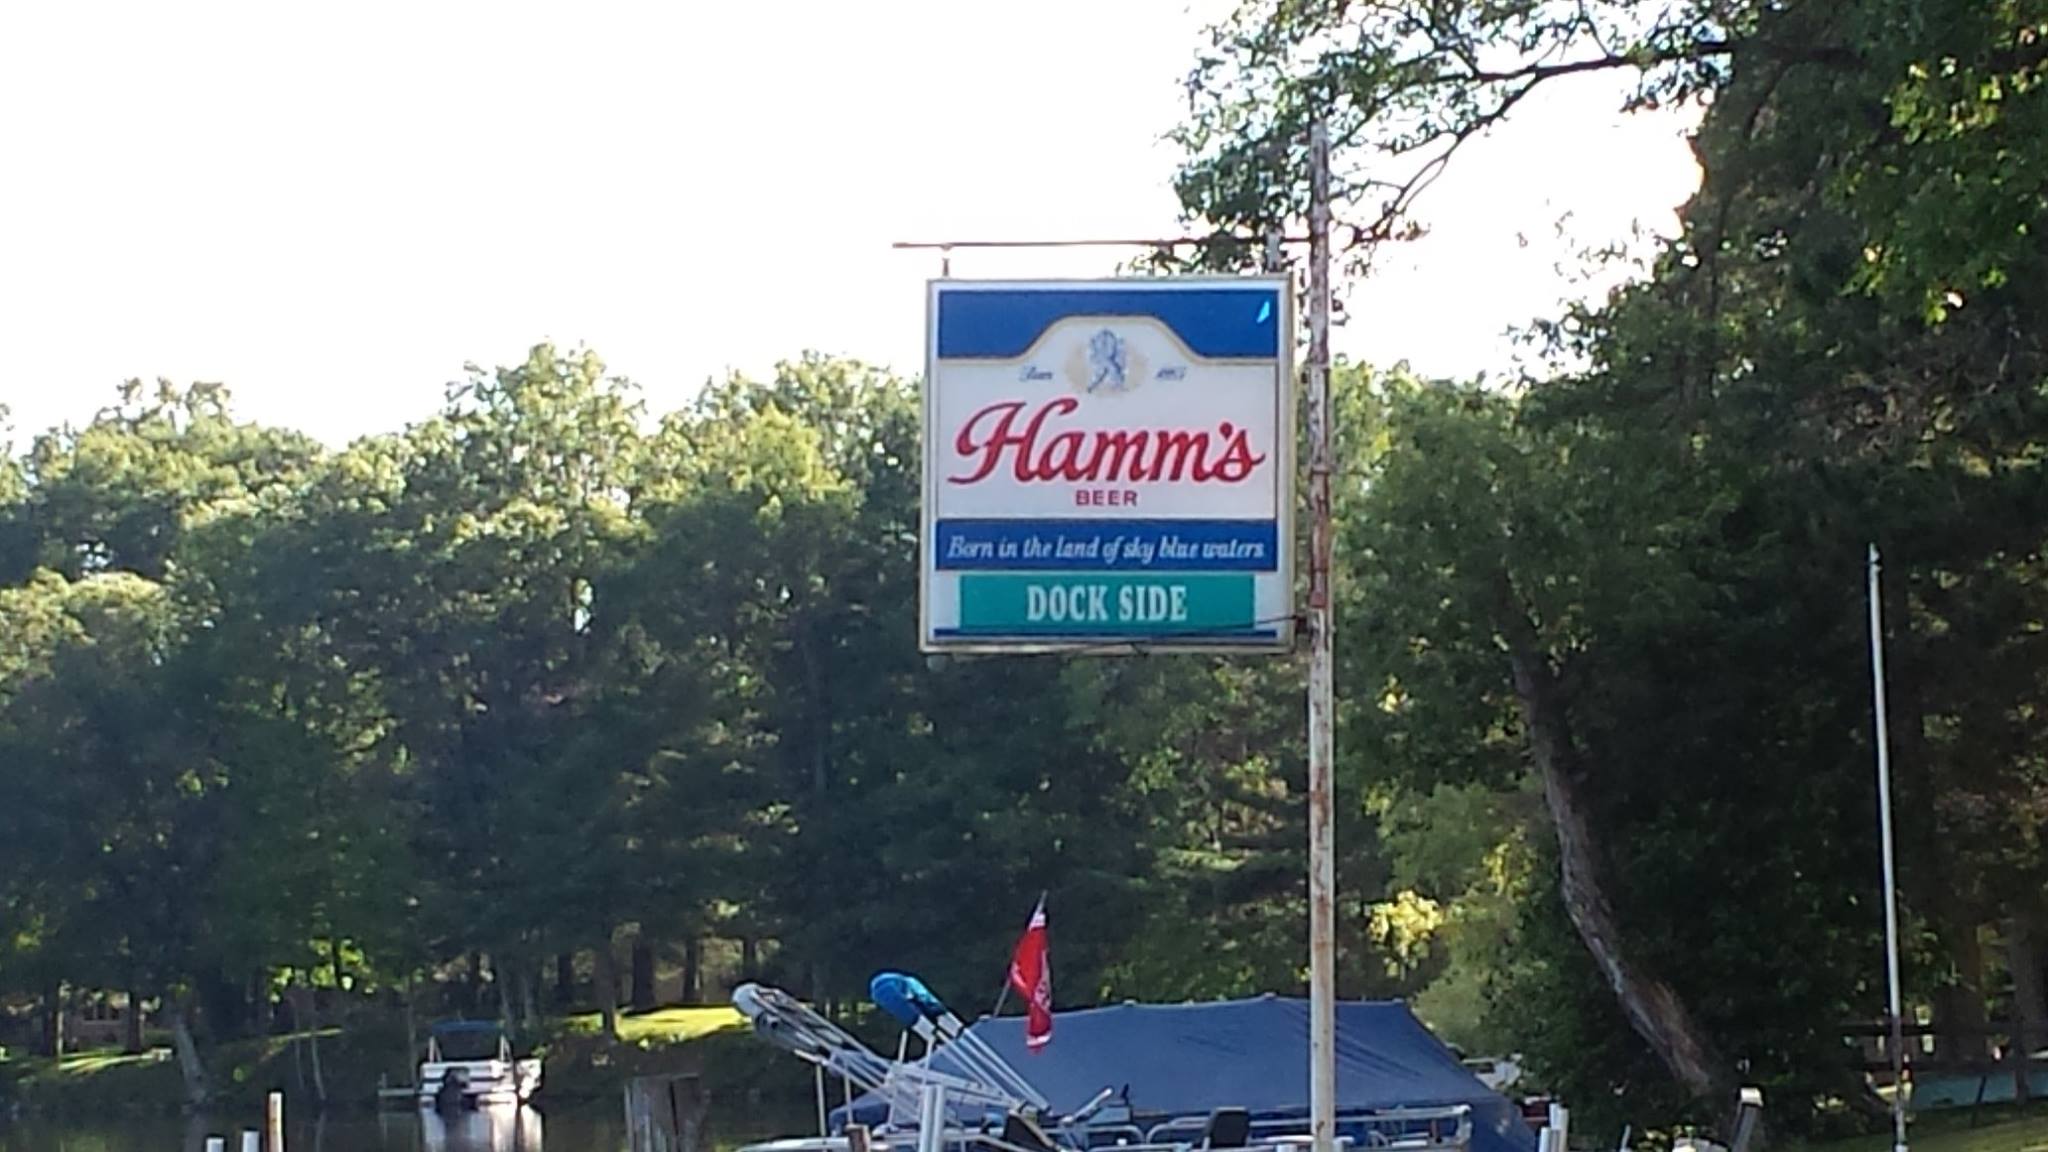 Hamm's
BEER
Born in the land of sky blue waters
DOCK SIDE